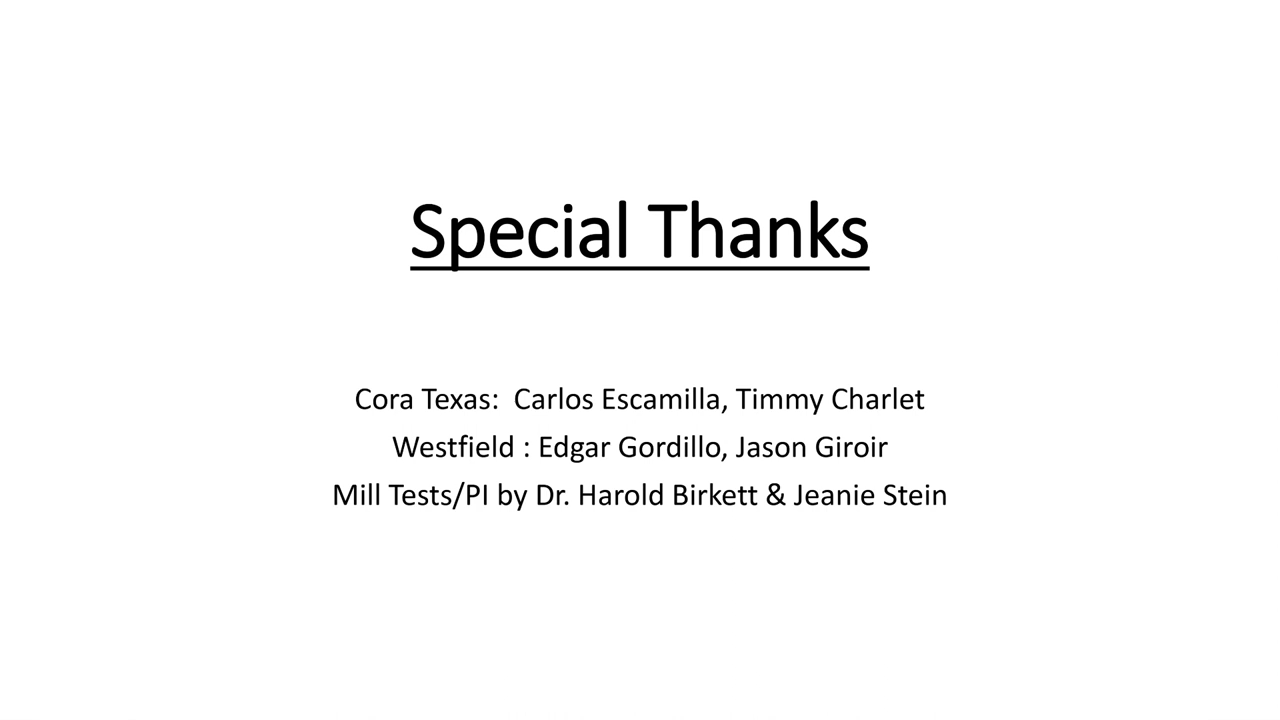 Special Thanks
Cora Texas:  Carlos Escamilla, Timmy Charlet
Westfield : Edgar Gordillo, Jason Giroir
Mill Tests/PI by Dr. Harold Birkett & Jeanie Stein